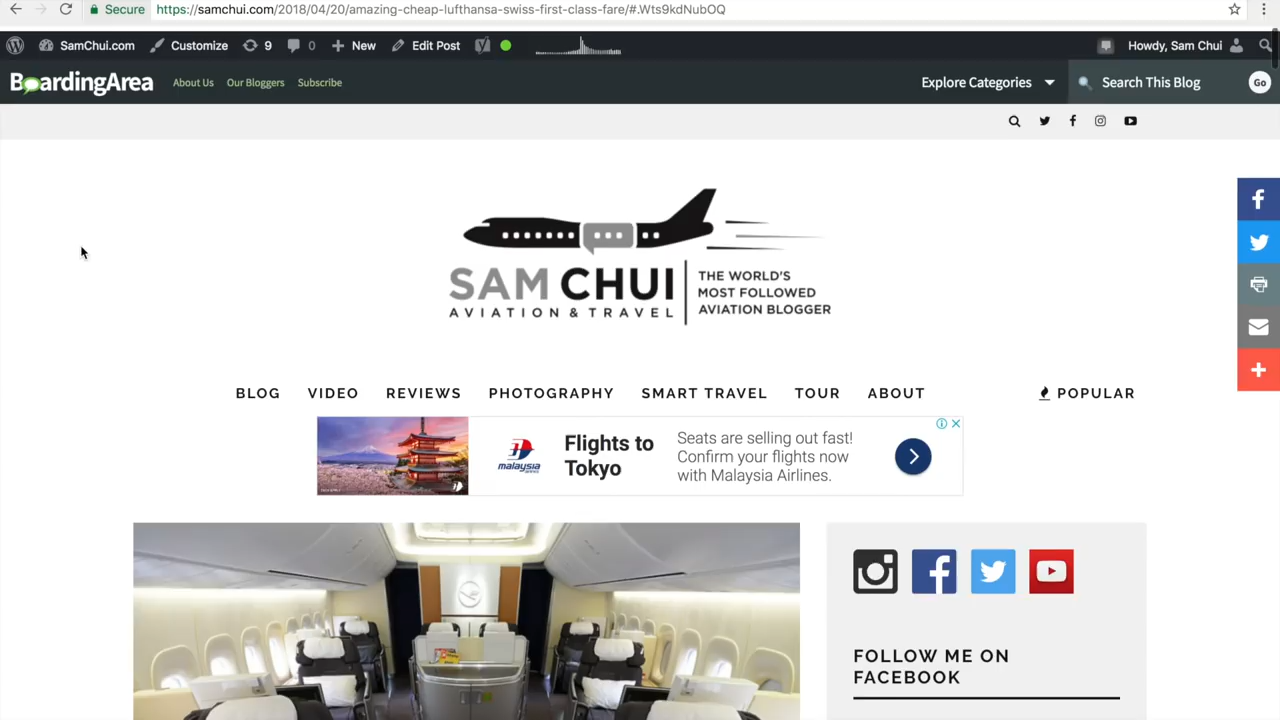 Secure
https://samchui.com/2018/04/20/amazing-cheap-lufthansa-swiss-first-class-fare/#.Wts9kdNubOQ
SamChui.com
Customize
9
0
New
Edit Post
Howdy, Sam Chui
BoardingArea
About Us
Our Bloggers
Subscribe
Explore Categories
Search This Blog
Go
SAM CHUI
AVIATION & TRAVEL
THE WORLD'S
MOST FOLLOWED
AVIATION BLOGGER
BLOG
VIDEO
REVIEWS
PHOTOGRAPHY
SMART TRAVEL
TOUR
ABOUT
POPULAR
malaysia
Flights to
Tokyo
Seats are selling out fast!
Confirm your flights now
with Malaysia Airlines.
FOLLOW ME ON
FACEBOOK